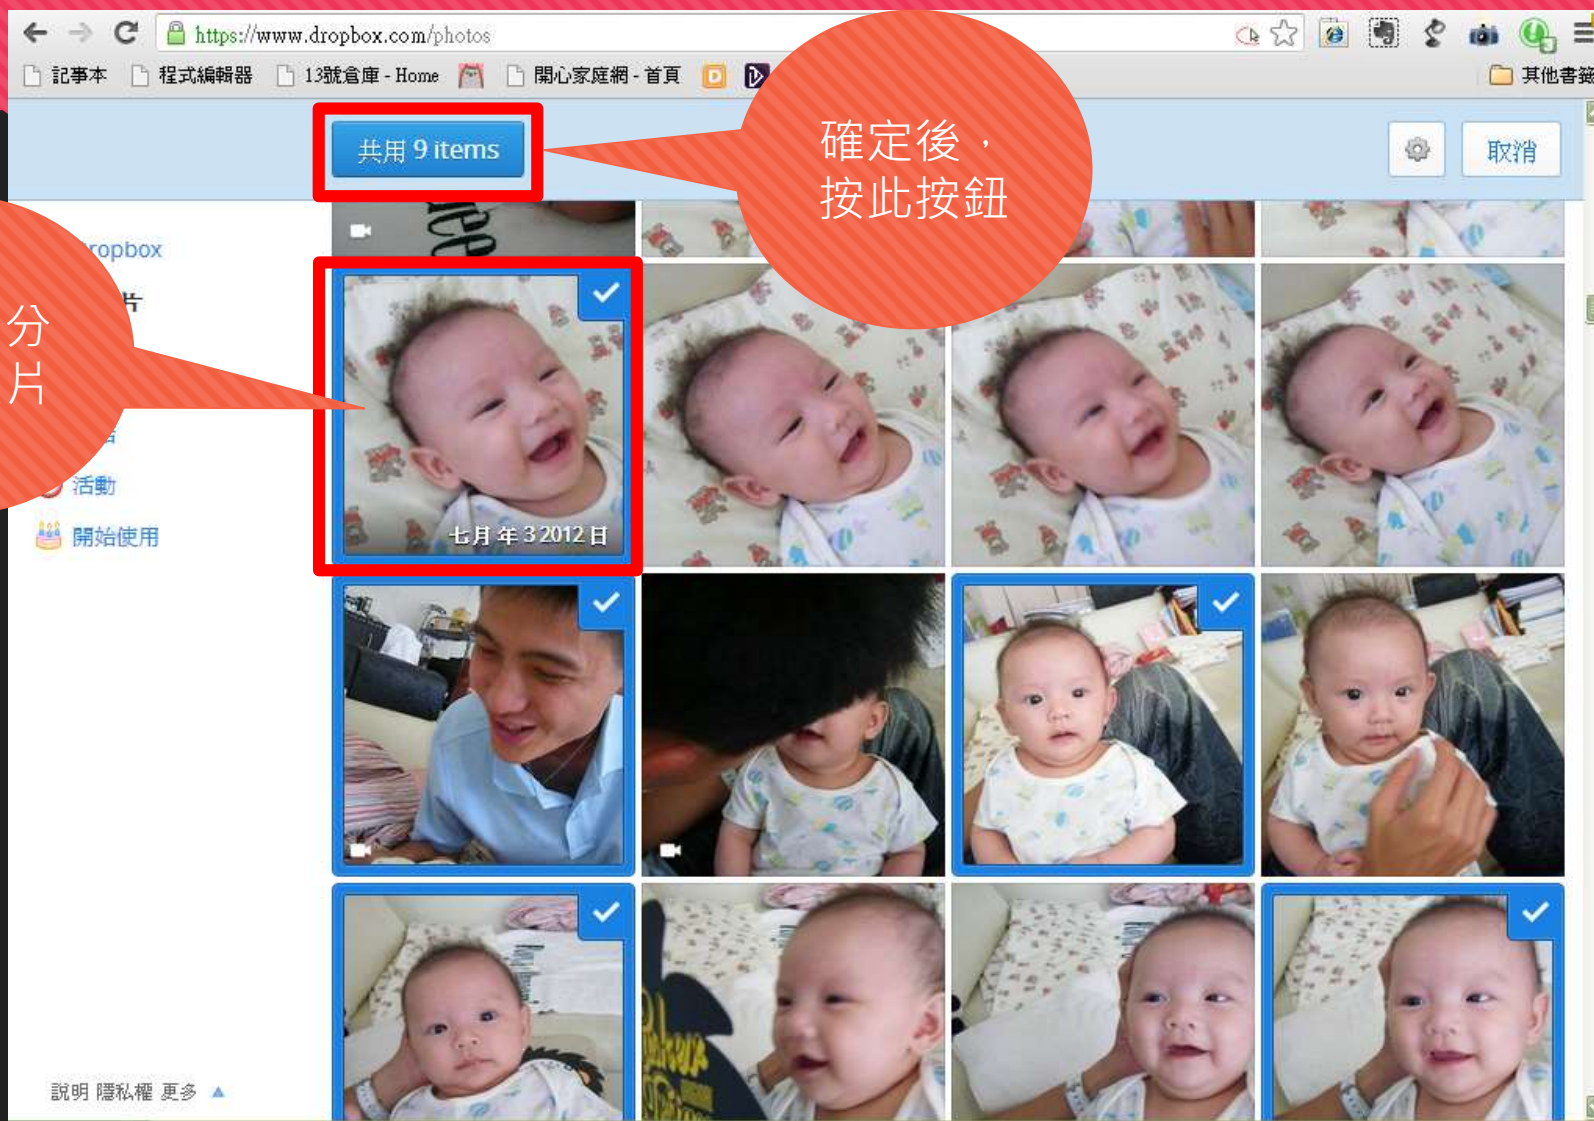 https://www.dropbox.com/photos
記事本 程式編輯器 13號倉庫 - Home 開心家庭網 - 首頁 其他書籤
共用 9 items
確定後，
按此按鈕
取消
ropbox
片
分
片
七月 年 3 2012 日
活動
開始使用
說明 隱私權 更多